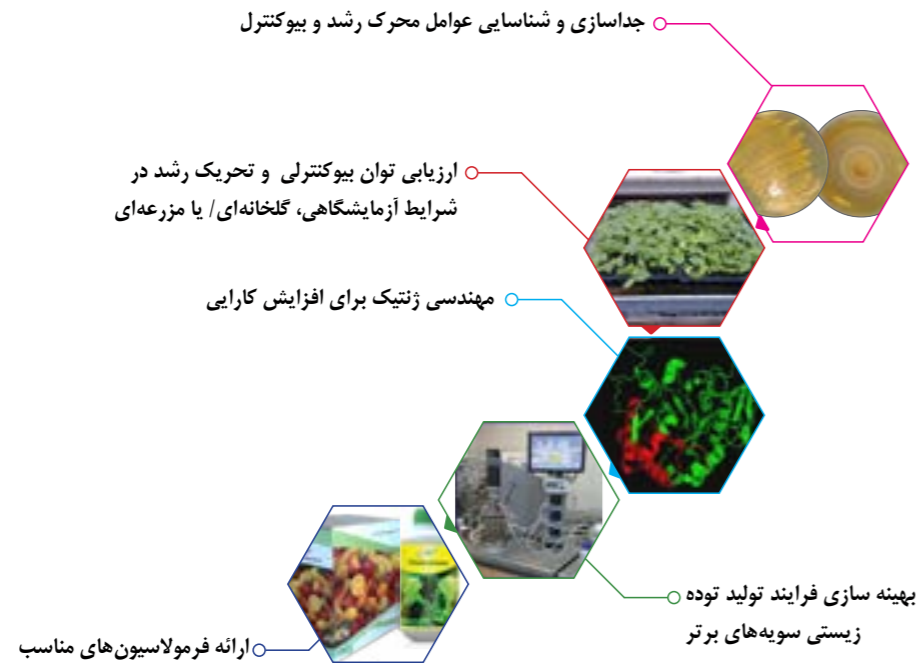 جداسازی و شناسایی عوامل محرک رشد و بیوکنترل
ارزیابی توان بیوکنترلی و تحریک رشد در
شرایط آزمایشگاهی، گلخانه‌ای/ یا مزرعه‌ای
مهندسی ژنتیک برای افزایش کارایی
بهینه سازی فرایند تولید توده
زیستی سویه‌های برتر
ارائه فرمولاسیون‌های مناسب